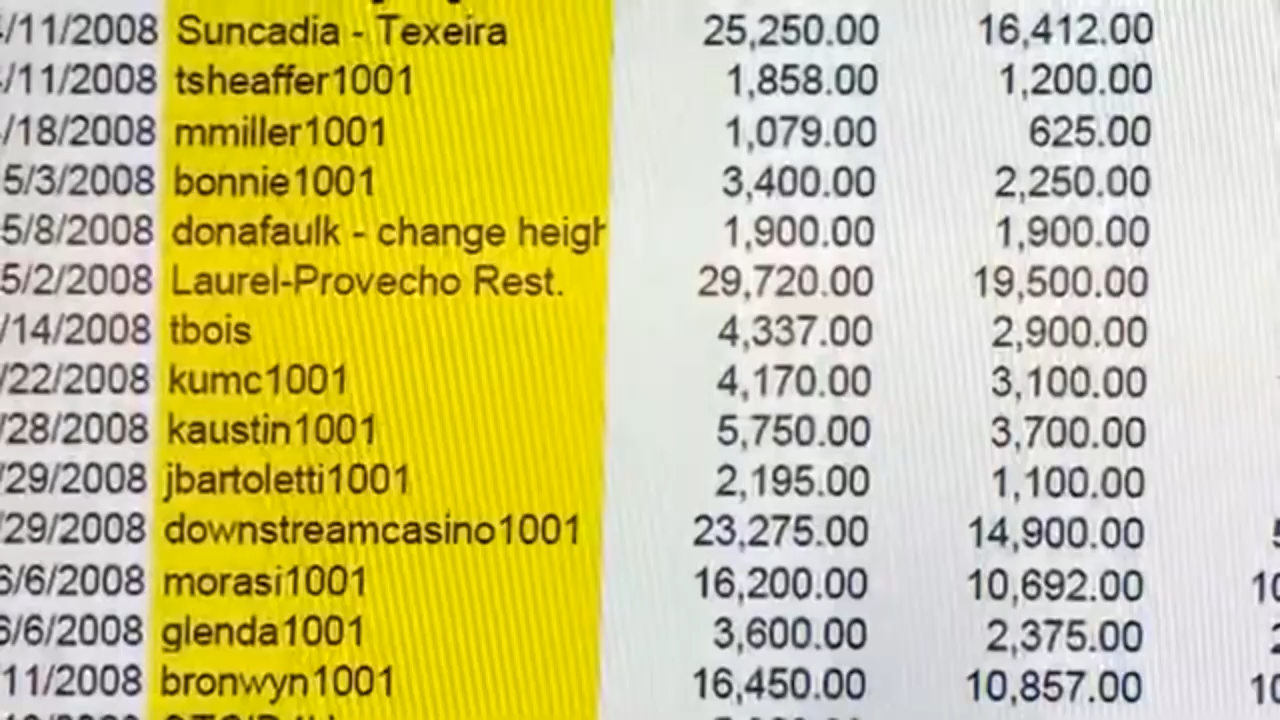 /11/2008 Suncadia - Texeira 25,250.00 16,412.00
/11/2008 tsheaffer1001 1,858.00 1,200.00
/18/2008 mmiller1001 1,079.00 625.00
5/3/2008 bonnie1001 3,400.00 2,250.00
5/8/2008 donafaulk - change heigh 1,900.00 1,900.00
5/2/2008 Laurel-Provecho Rest. 29,720.00 19,500.00
/14/2008 tbois 4,337.00 2,900.00
/22/2008 kumc1001 4,170.00 3,100.00
/28/2008 kaustin1001 5,750.00 3,700.00
/29/2008 jbartoletti1001 2,195.00 1,100.00
/29/2008 downstreamcasino1001 23,275.00 14,900.00 5
6/6/2008 morasi1001 16,200.00 10,692.00 10
6/6/2008 glenda1001 3,600.00 2,375.00 2
11/2008 bronwyn1001 16,450.00 10,857.00 10